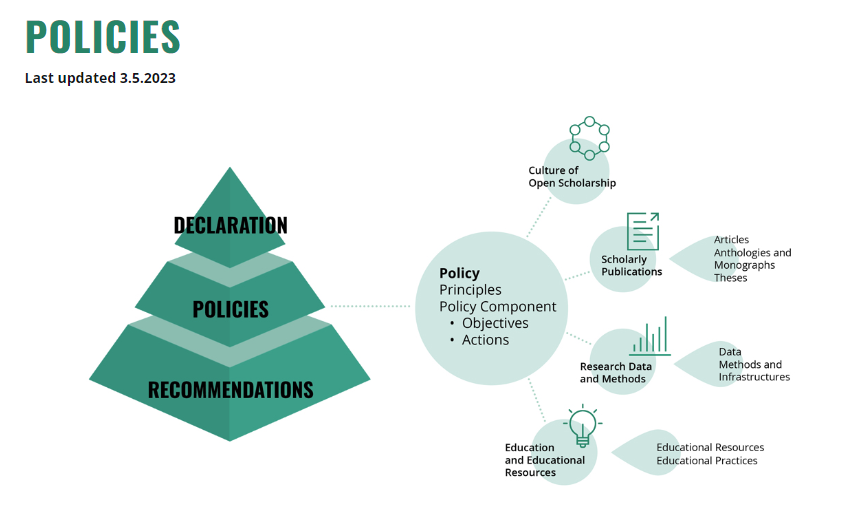 POLICIES
Last updated 3.5.2023
DECLARATION
POLICIES
RECOMMENDATIONS
Policy
Principles
Policy Component
• Objectives
• Actions
Culture of
Open Scholarship
Scholarly
Publications
Articles
Anthologies and
Monographs
Theses
Research Data
and Methods
Data
Methods and
Infrastructures
Education
and Educational
Resources
Educational Resources
Educational Practices